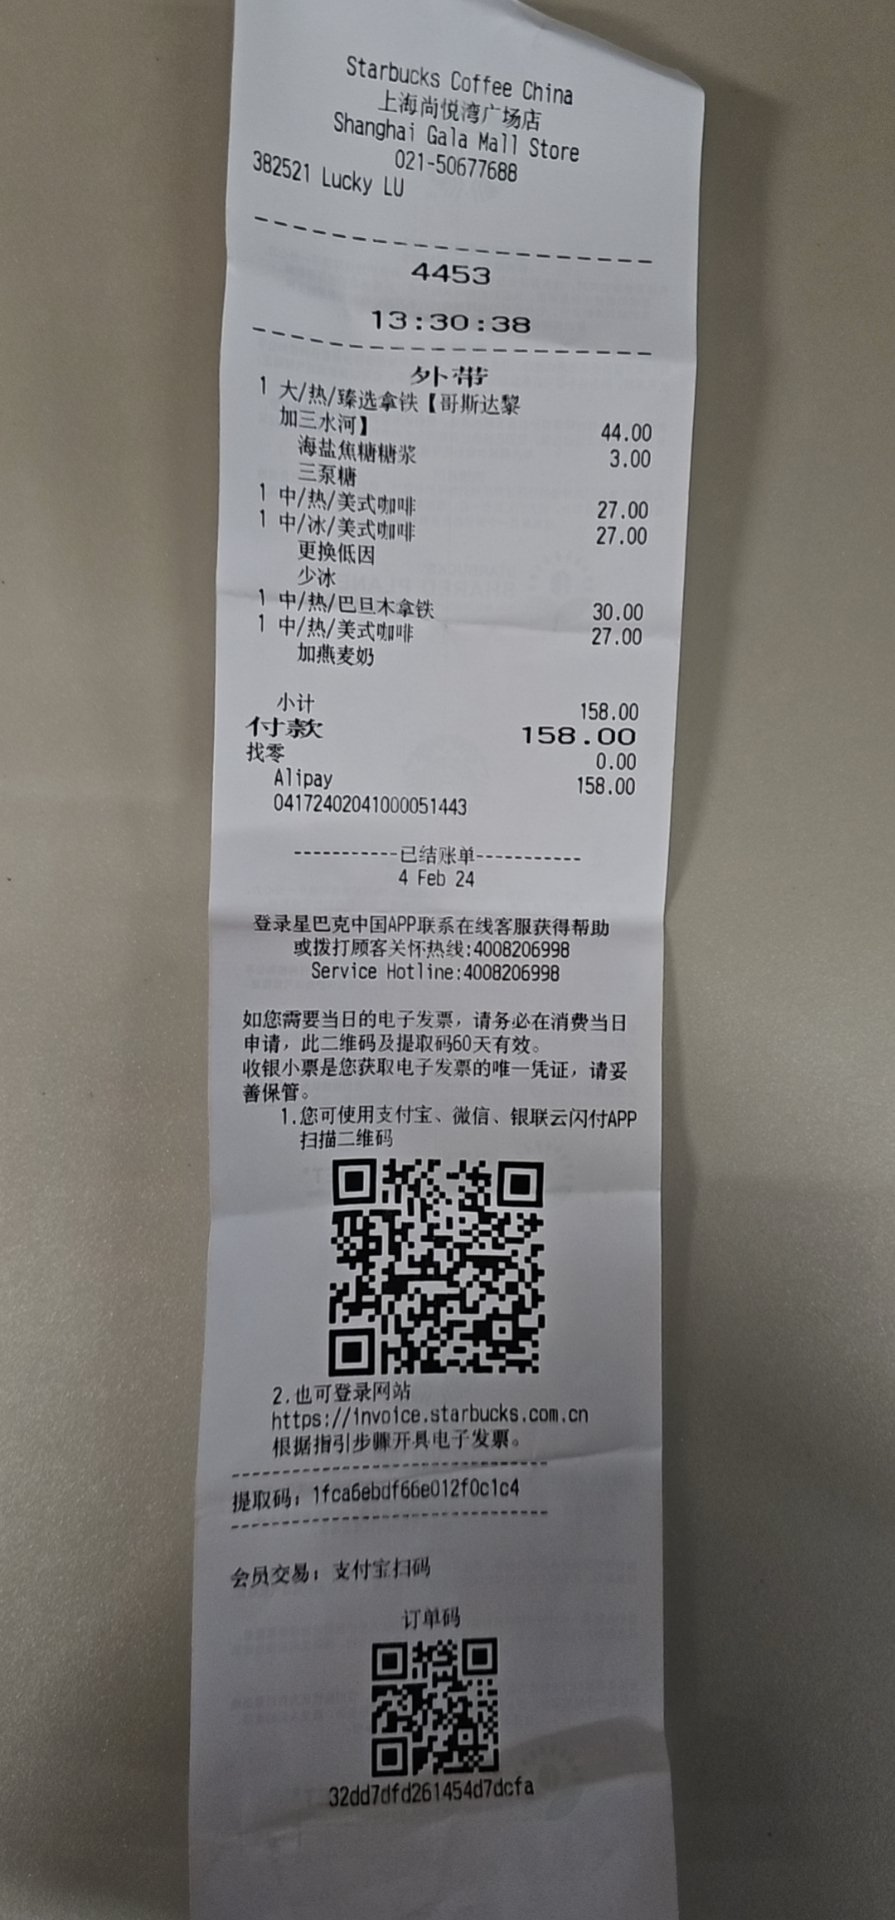 Starbucks Coffee China
上海尚悦湾广场店
Shanghai Gala Mall Store
021-50677688
382521 Lucky LU
4453
13:30:38
外带
1 大/热/臻选拿铁【哥斯达黎
加三水河】 44.00
海盐焦糖糖浆 3.00
三泵糖
1 中/热/美式咖啡 27.00
1 中/冰/美式咖啡 27.00
更换低因
少冰
1 中/热/巴旦木拿铁 30.00
1 中/热/美式咖啡 27.00
加燕麦奶
小计 158.00
付款 158.00
找零 0.00
Alipay 158.00
04172402041000051443
-----------已结账单-----------
4 Feb 24
登录星巴克中国APP联系在线客服获得帮助
或拨打顾客关怀热线:4008206998
Service Hotline:4008206998
如您需要当日的电子发票，请务必在消费当日
申请，此二维码及提取码60天有效。
收银小票是您获取电子发票的唯一凭证，请妥
善保管。
1.您可使用支付宝、微信、银联云闪付APP
扫描二维码
2.也可登录网站
https://invoice.starbucks.com.cn
根据指引步骤开具电子发票。
提取码：1fca6ebdf66e012f0c1c4
会员交易：支付宝扫码
订单码
32dd7dfd261454d7dcfa